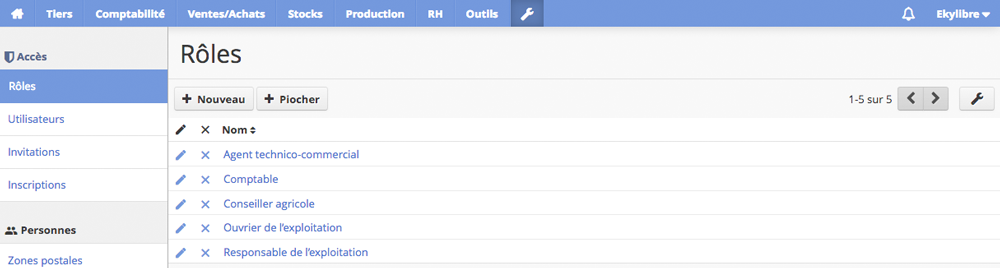 Tiers Comptabilité Ventes/Achats Stocks Production RH Outils Ekylibre
Accès
Rôles
Utilisateurs
Invitations
Inscriptions
Personnes
Zones postales
Rôles
Nouveau Piocher 1-5 sur 5
Nom
Agent technico-commercial
Comptable
Conseiller agricole
Ouvrier de l'exploitation
Responsable de l'exploitation